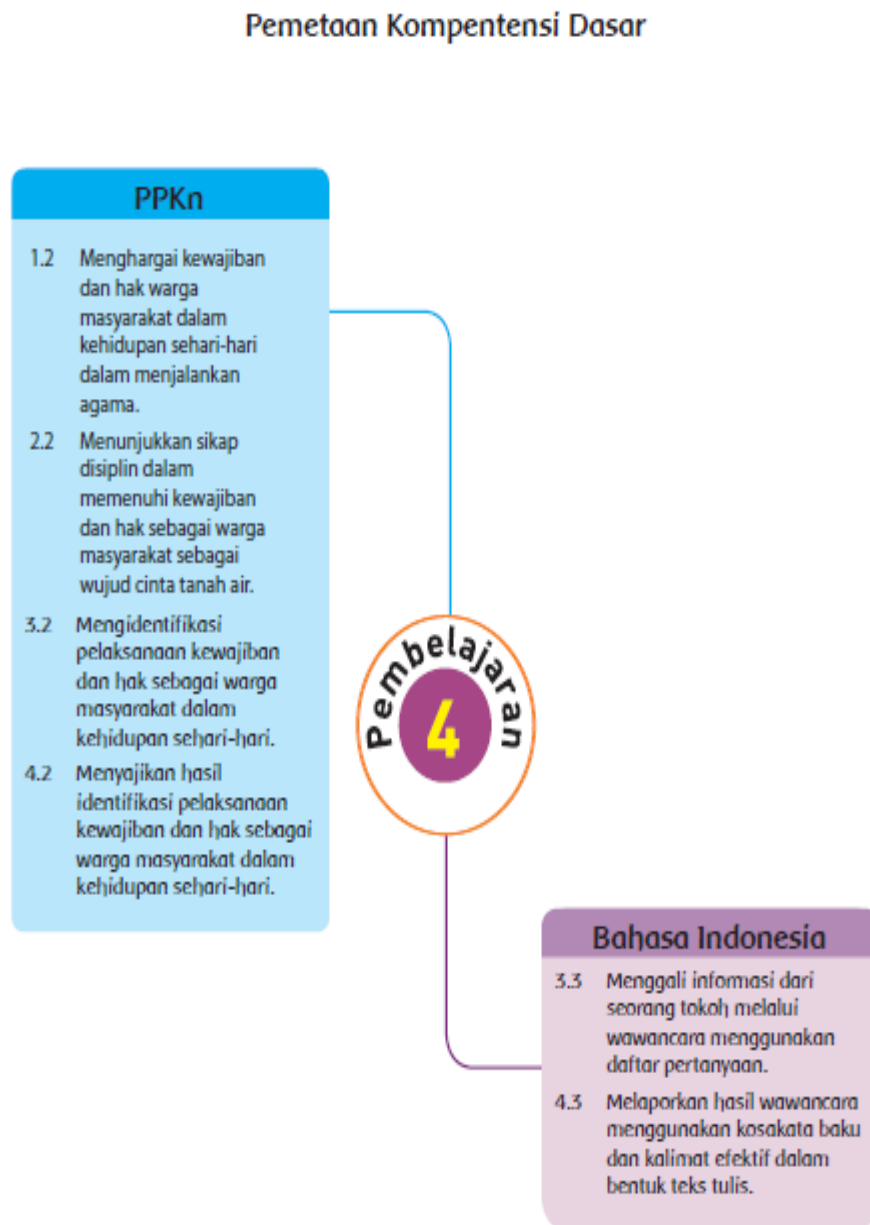 Pemetaan Kompentensi Dasar
PPKn
1.2 Menghargai kewajiban
dan hak warga
masyarakat dalam
kehidupan sehari-hari
dalam menjalankan
agama.
2.2 Menunjukkan sikap
disiplin dalam
memenuhi kewajiban
dan hak sebagai warga
masyarakat sebagai
wujud cinta tanah air.
3.2 Mengidentifikasi
pelaksanaan kewajiban
dan hak sebagai warga
masyarakat dalam
kehidupan sehari-hari.
4.2 Menyajikan hasil
identifikasi pelaksanaan
kewajiban dan hak sebagai
warga masyarakat dalam
kehidupan sehari-hari.
Pembelajaran
4
Bahasa Indonesia
3.3 Menggali informasi dari
seorang tokoh melalui
wawancara menggunakan
daftar pertanyaan.
4.3 Melaporkan hasil wawancara
menggunakan kosakata baku
dan kalimat efektif dalam
bentuk teks tulis.